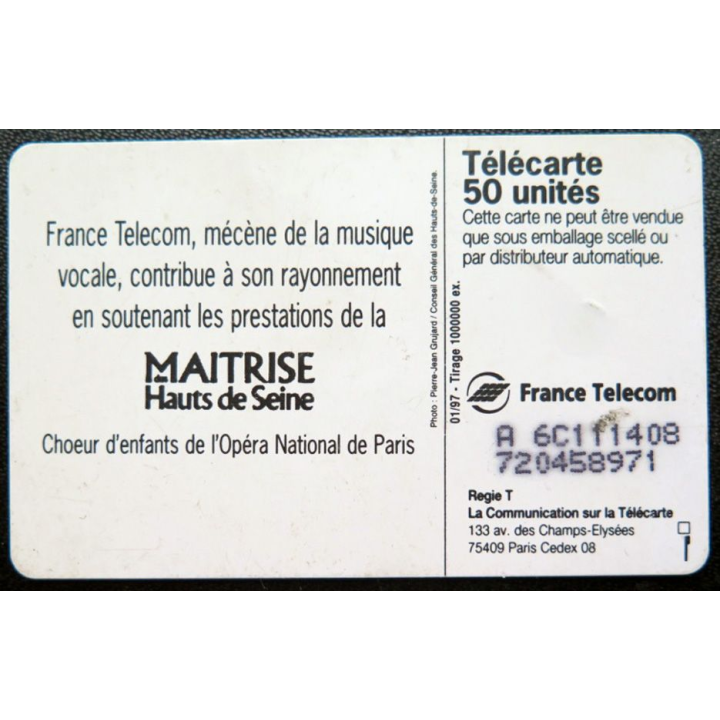 France Telecom, mécène de la musique
vocale, contribue à son rayonnement
en soutenant les prestations de la
MAITRISE
Hauts de Seine
Choeur d'enfants de l'Opéra National de Paris
Photo : Pierre-Jean Grujard / Conseil Général des Hauts-de-Seine.
01/97 - Tirage 1000000 ex.
Télécarte
50 unités
Cette carte ne peut être vendue
que sous emballage scellé ou
par distributeur automatique.
France Telecom
A 6C111408
720458971
Regie T
La Communication sur la Télécarte
133 av. des Champs-Elysées
75409 Paris Cedex 08